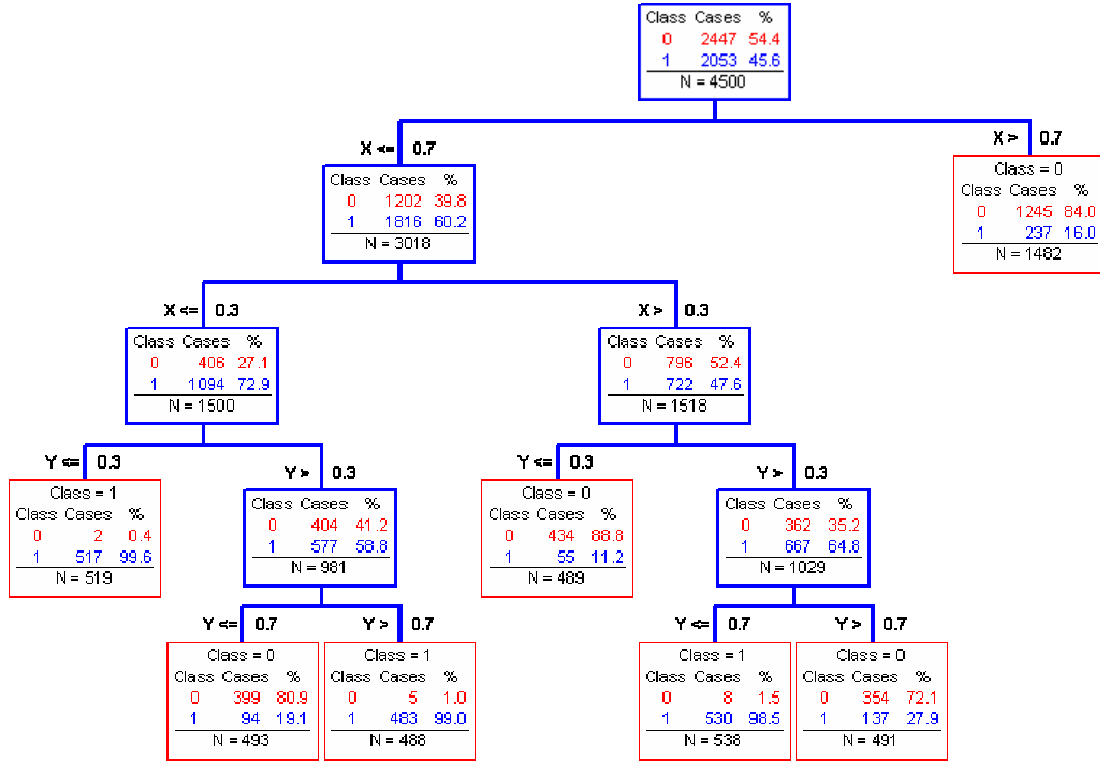 Class Cases %
0 2447 54.4
1 2053 45.6
N = 4500
X <= 0.7
X > 0.7
Class Cases %
0 1202 39.8
1 1816 60.2
N = 3018
Class = 0
Class Cases %
0 1245 84.0
1 237 16.0
N = 1482
X <= 0.3
X > 0.3
Class Cases %
0 406 27.1
1 1094 72.9
N = 1500
Class Cases %
0 796 52.4
1 722 47.6
N = 1518
Y <= 0.3
Y > 0.3
Y <= 0.3
Y > 0.3
Class = 1
Class Cases %
0 2 0.4
1 517 99.6
N = 519
Class Cases %
0 404 41.2
1 577 58.8
N = 981
Class = 0
Class Cases %
0 434 88.8
1 55 11.2
N = 489
Class Cases %
0 362 35.2
1 667 64.8
N = 1029
Y <= 0.7
Y > 0.7
Y <= 0.7
Y > 0.7
Class = 0
Class Cases %
0 399 80.9
1 94 19.1
N = 493
Class = 1
Class Cases %
0 5 1.0
1 483 99.0
N = 488
Class = 1
Class Cases %
0 8 1.5
1 530 98.5
N = 538
Class = 0
Class Cases %
0 354 72.1
1 137 27.9
N = 491